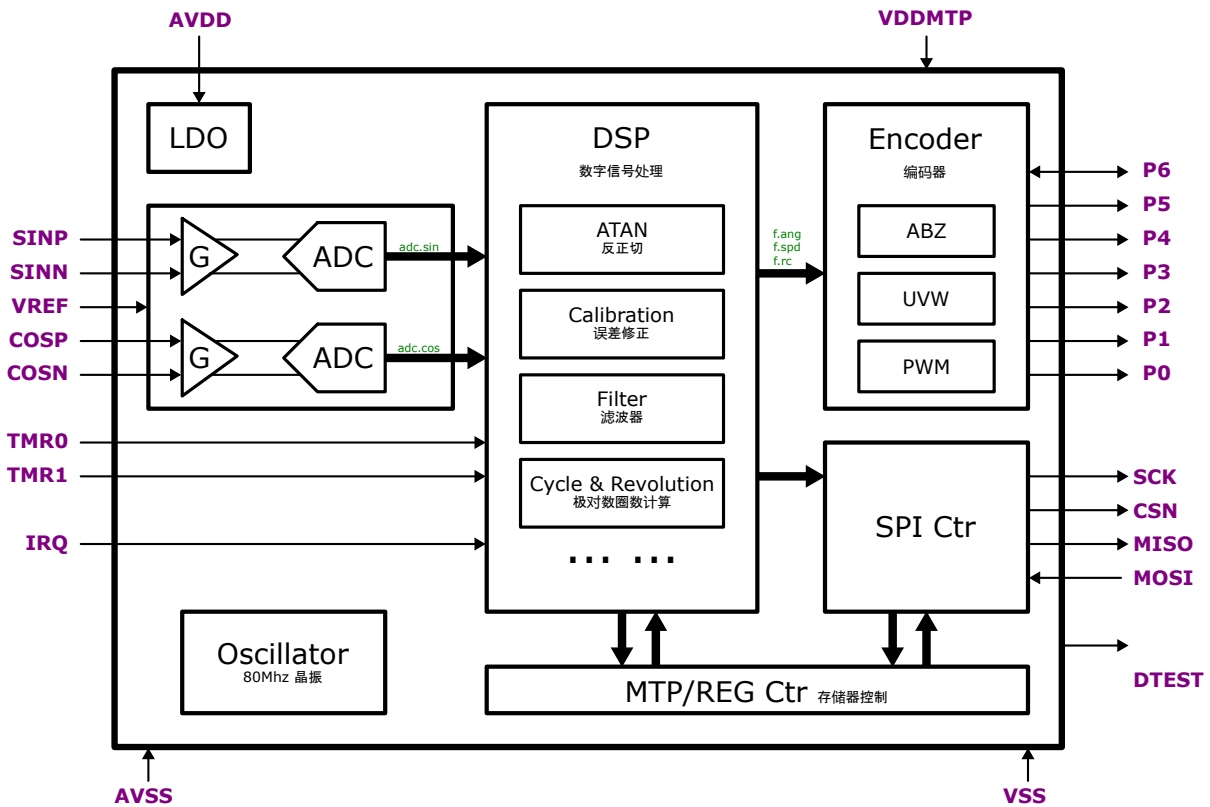 AVDD
VDDMTP
LDO
SINP
SINN
VREF
COSP
COSN
TMR0
TMR1
IRQ
G
ADC
adc.sin
G
ADC
adc.cos
DSP
数字信号处理
ATAN
反正切
Calibration
误差修正
Filter
滤波器
Cycle & Revolution
极对数圈数计算
... ...
f.ang
f.spd
f.rc
Encoder
编码器
ABZ
UVW
PWM
P6
P5
P4
P3
P2
P1
P0
SPI Ctr
SCK
CSN
MISO
MOSI
DTEST
Oscillator
80Mhz 晶振
MTP/REG Ctr 存储器控制
AVSS
VSS